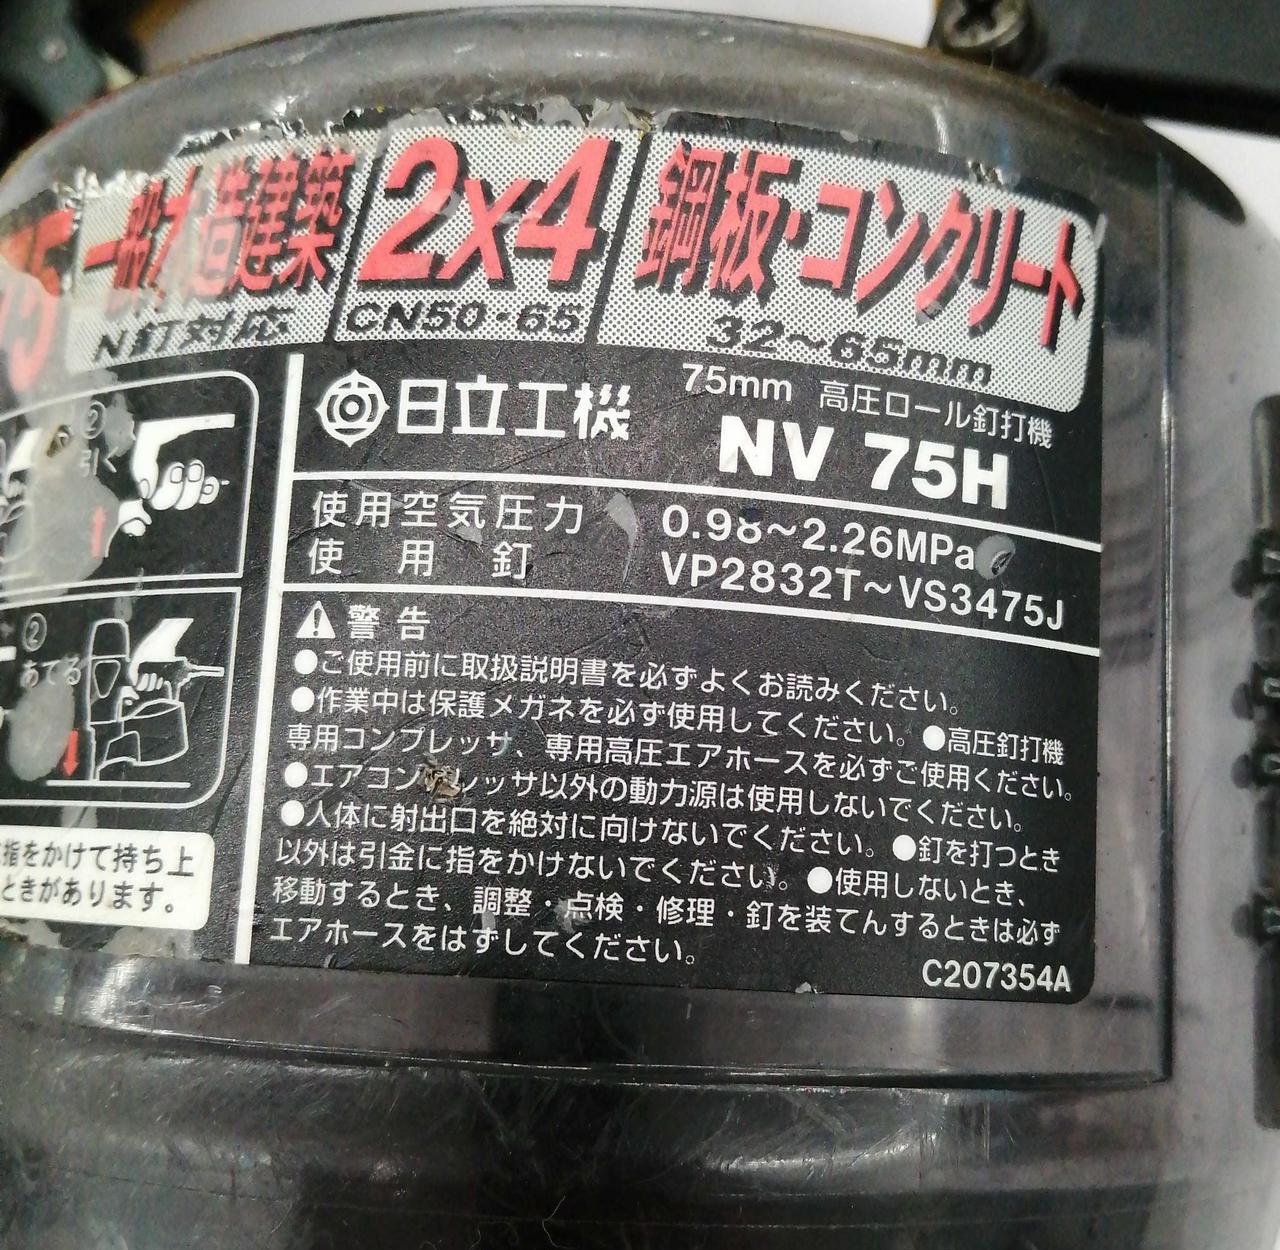 75
一般木造建築
N釘対応
2x4
CN50・65
鋼板・コンクリート
32~65mm
日立工機
75mm 高圧ロール釘打機
NV 75H
使用空気圧力 0.98~2.26MPa
使用釘 VP2832T~VS3475J
② 引く
② あてる
警告
●ご使用前に取扱説明書を必ずよくお読みください。
●作業中は保護メガネを必ず使用してください。●高圧釘打機
専用コンプレッサ、専用高圧エアホースを必ずご使用ください。
●エアコンプレッサ以外の動力源は使用しないでください。
●人体に射出口を絶対に向けないでください。●釘を打つとき
以外は引金に指をかけないでください。●使用しないとき、
移動するとき、調整・点検・修理・釘を装てんするときは必ず
エアホースをはずしてください。
指をかけて持ち上
ときがあります。
C207354A